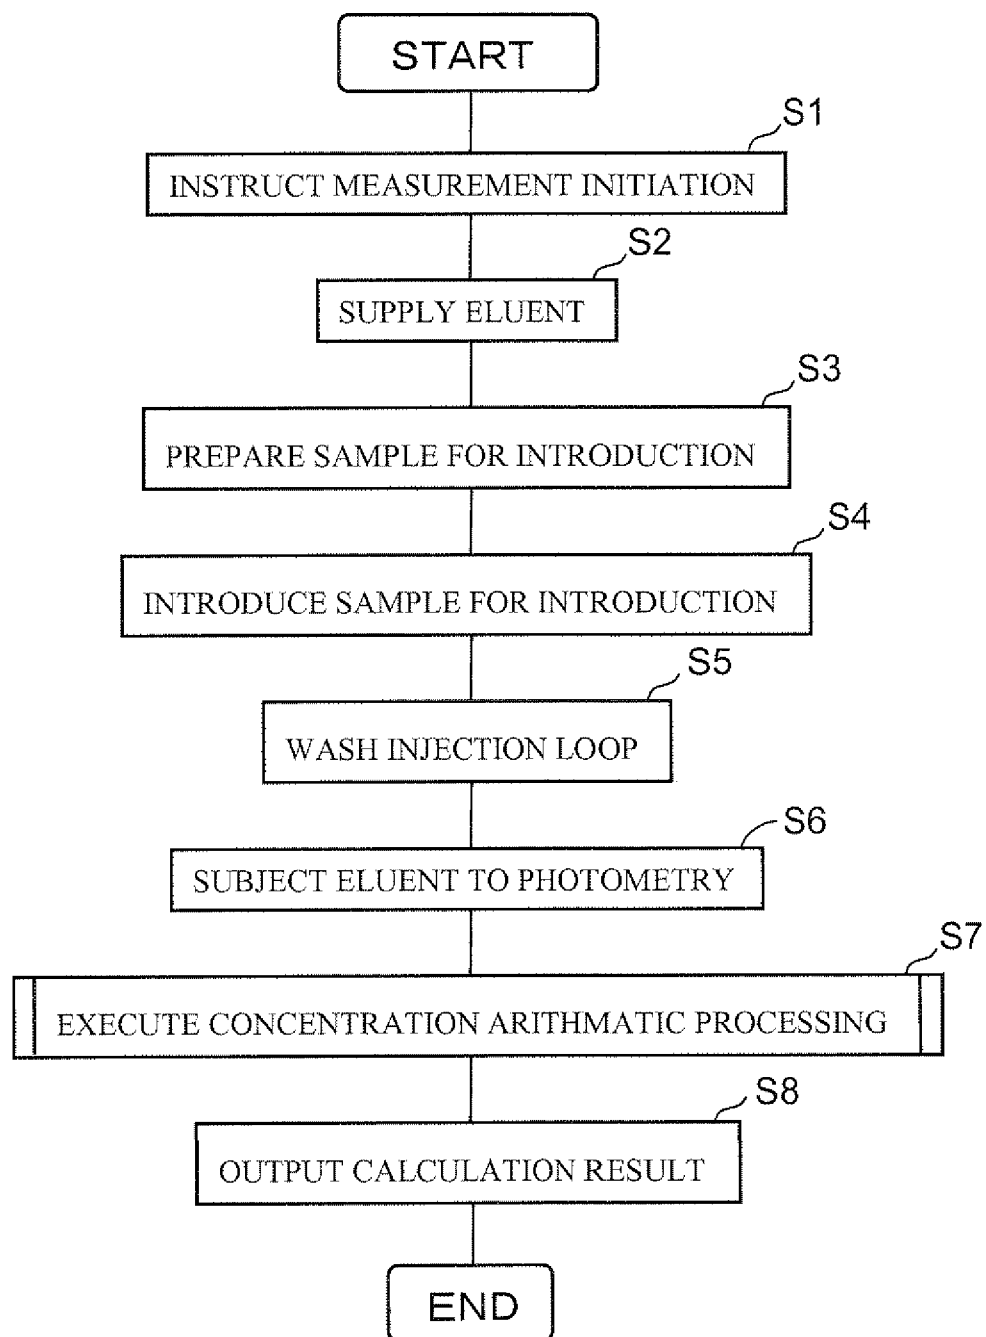 START
S1
INSTRUCT MEASUREMENT INITIATION
S2
SUPPLY ELUENT
S3
PREPARE SAMPLE FOR INTRODUCTION
S4
INTRODUCE SAMPLE FOR INTRODUCTION
S5
WASH INJECTION LOOP
S6
SUBJECT ELUENT TO PHOTOMETRY
S7
EXECUTE CONCENTRATION ARITHMATIC PROCESSING
S8
OUTPUT CALCULATION RESULT
END